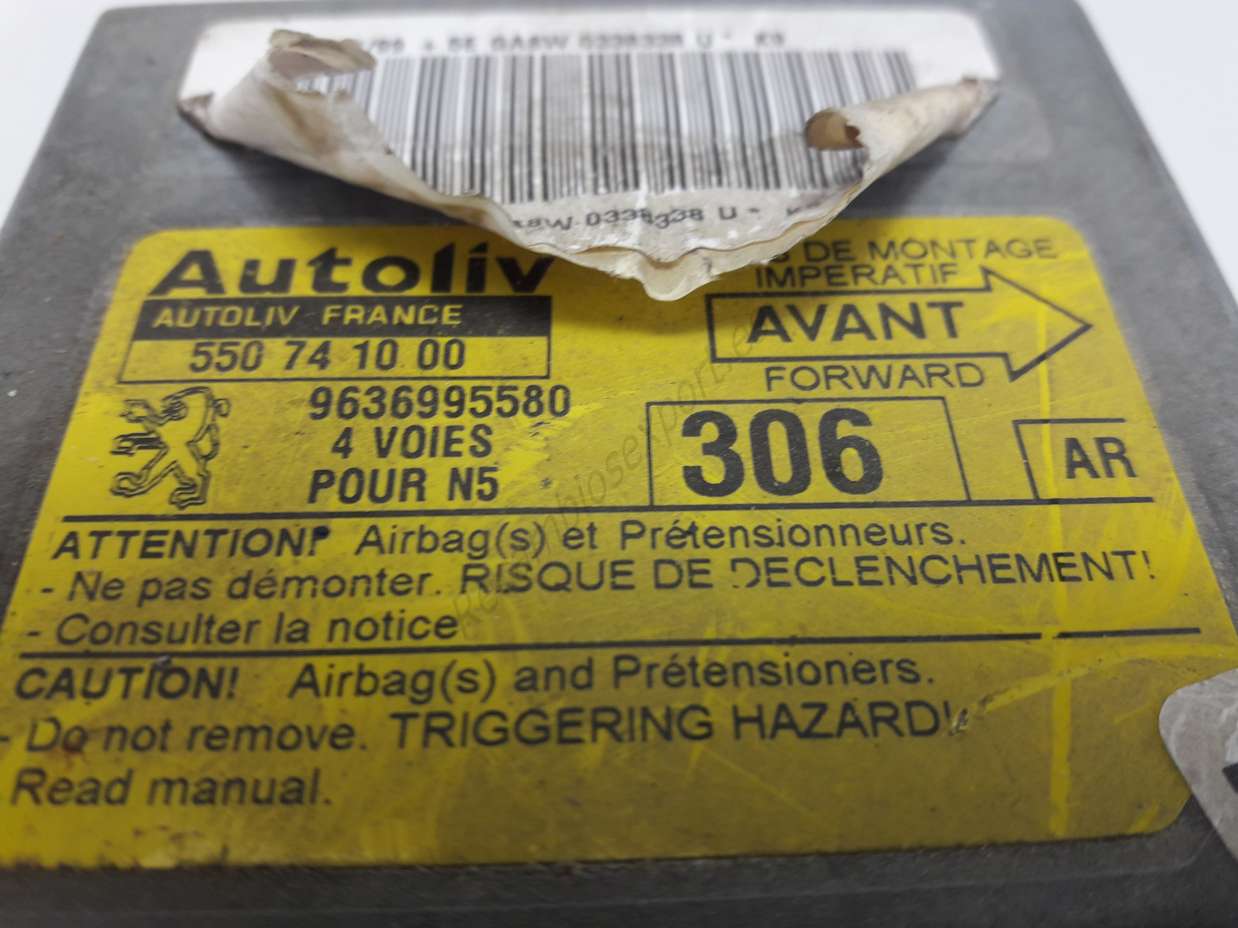 0338338 U * K
Autoliv
AUTOLIV FRANCE
550 74 10 00
9636995580
4 VOIES
POUR N5
DE MONTAGE
IMPERATIF
AVANT
FORWARD
306
AR
ATTENTION! Airbag(s) et Prétensionneurs.
- Ne pas démonter. RISQUE DE DECLENCHEMENT!
- Consulter la notice
CAUTION! Airbag(s) and Prétensioners.
- Do not remove. TRIGGERING HAZARD!
Read manual.